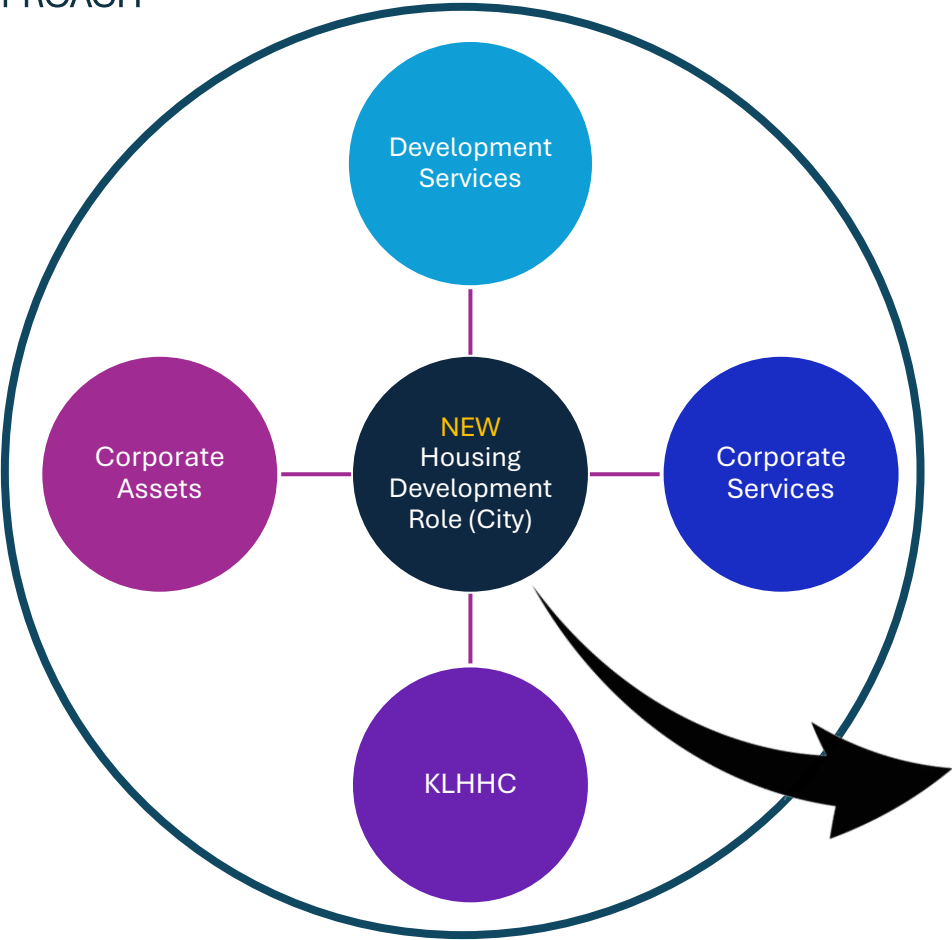 Development
Services
Corporate
Assets
NEW
Housing
Development
Role (City)
Corporate
Services
KLHHC